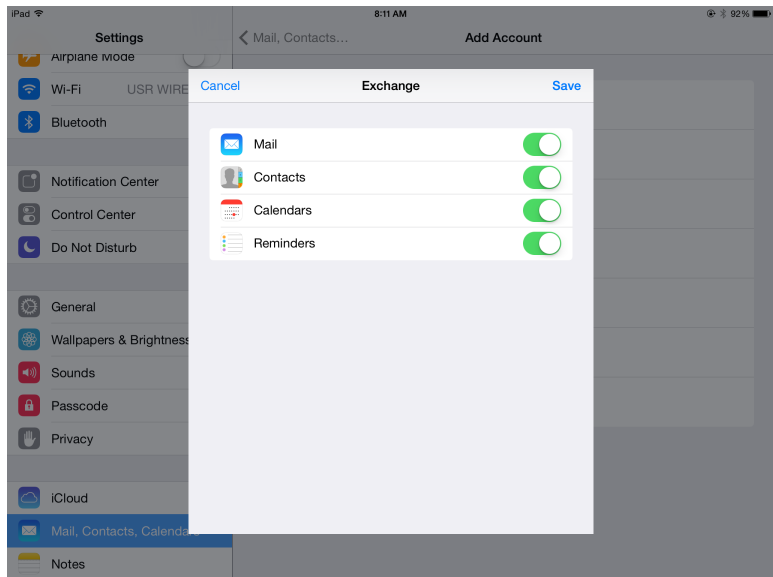 iPad 8:11 AM 92%
Settings
Mail, Contacts... Add Account
Airplane Mode
Wi-Fi USR WIRE
Bluetooth
Notification Center
Control Center
Do Not Disturb
General
Wallpapers & Brightness
Sounds
Passcode
Privacy
iCloud
Mail, Contacts, Calendars
Notes
Cancel Exchange Save
Mail
Contacts
Calendars
Reminders